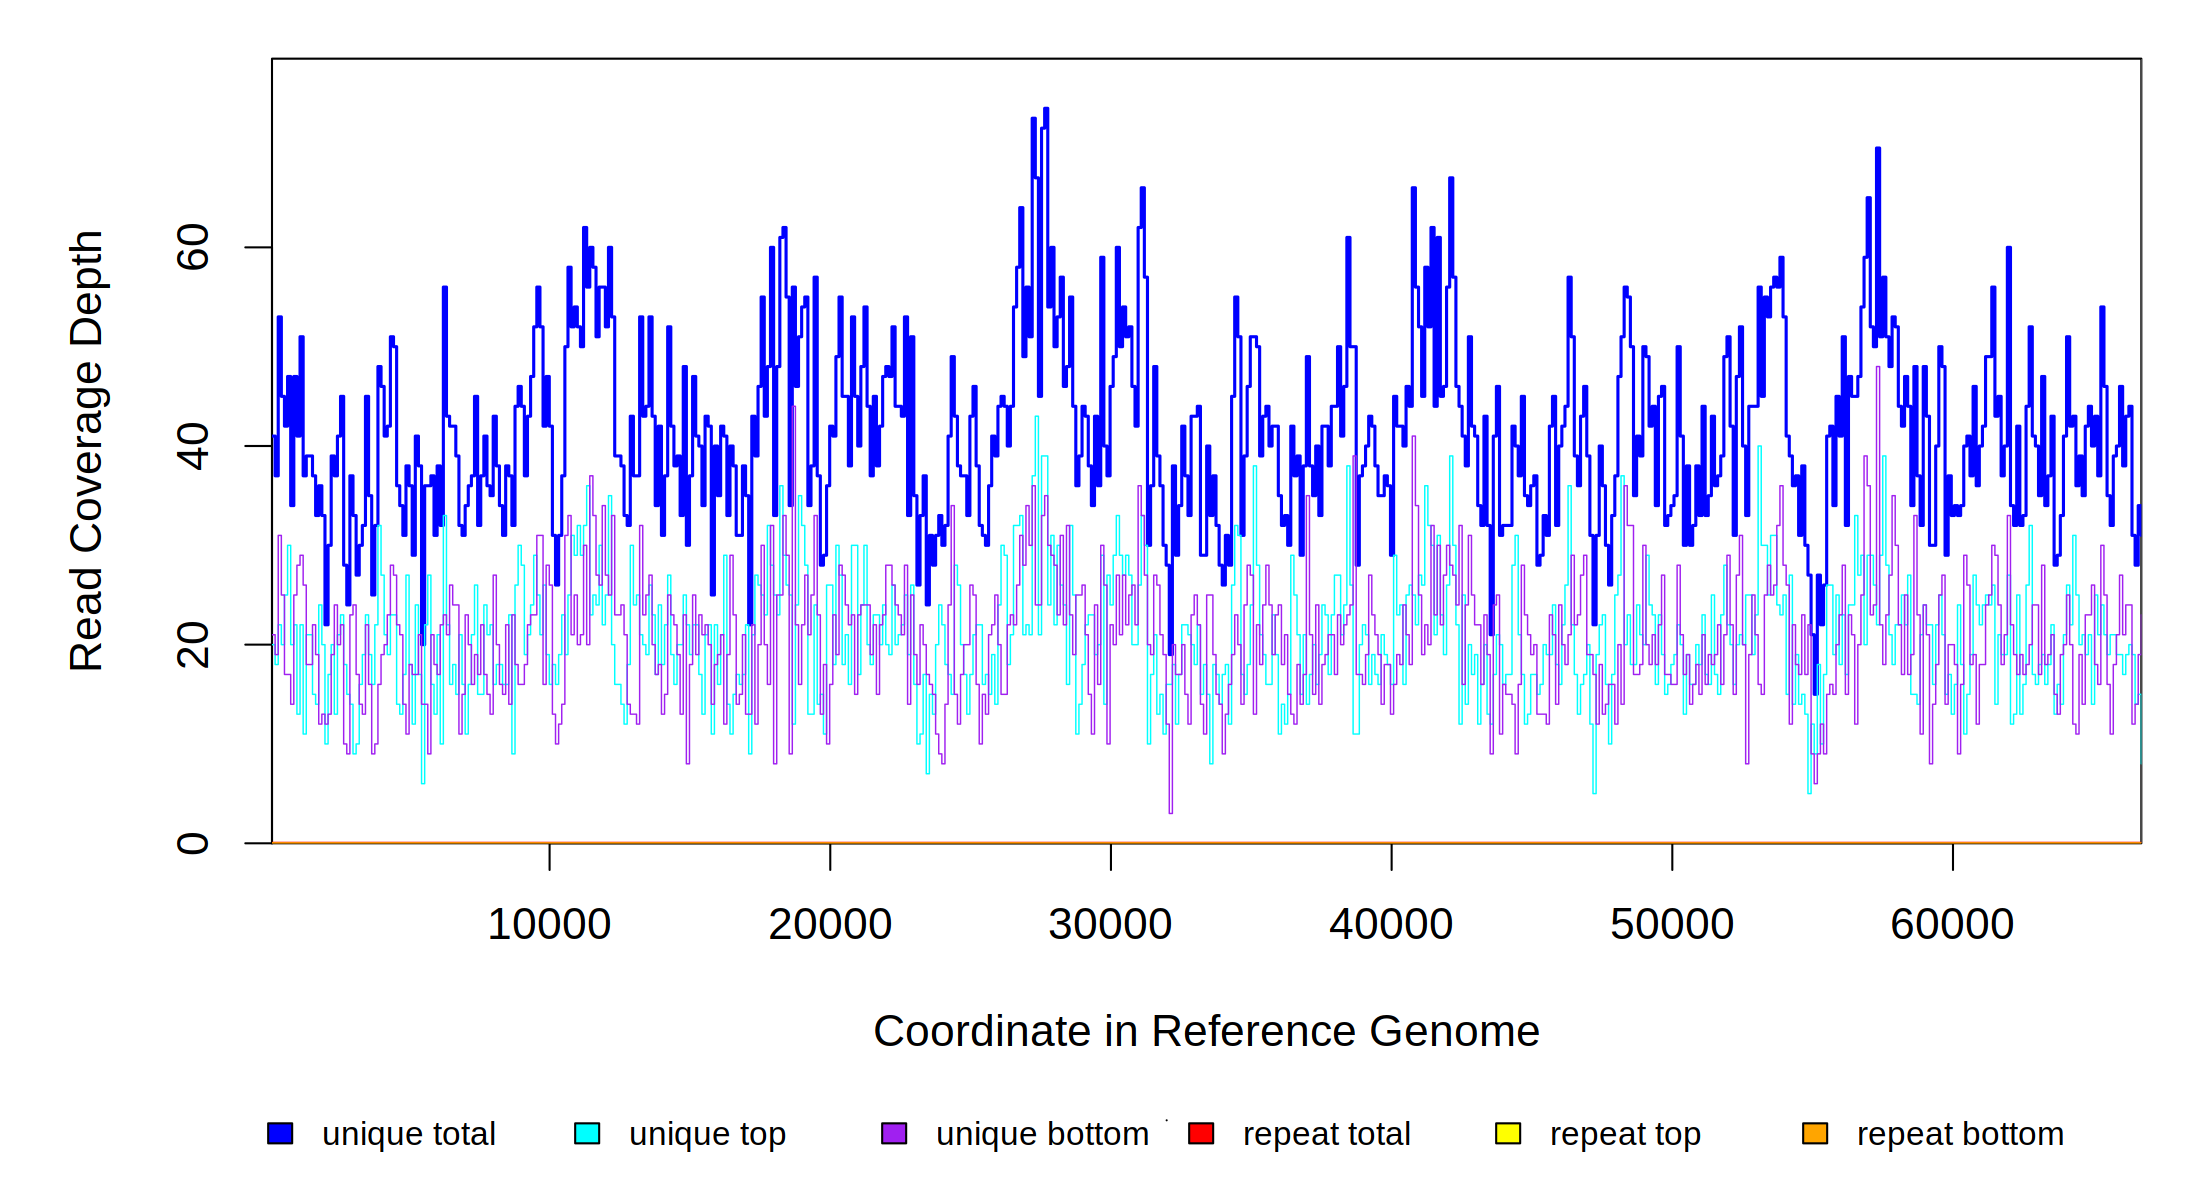 Read Coverage Depth
60
40
20
0
10000 20000 30000 40000 50000 60000
Coordinate in Reference Genome
unique total unique top unique bottom repeat total repeat top repeat bottom